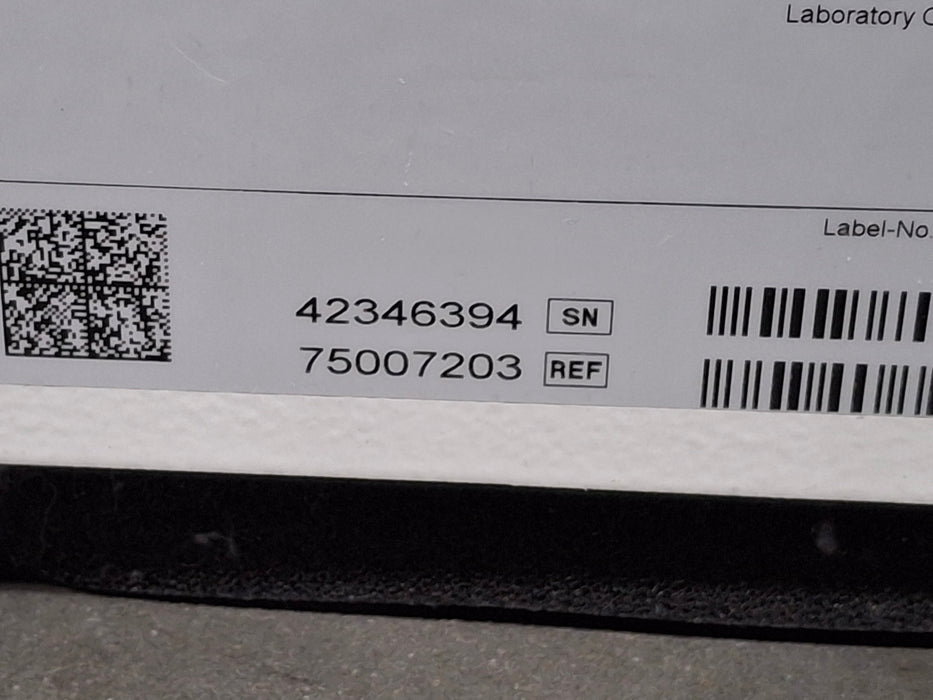 Laboratory
Label-No.
42346394 SN
75007203 REF